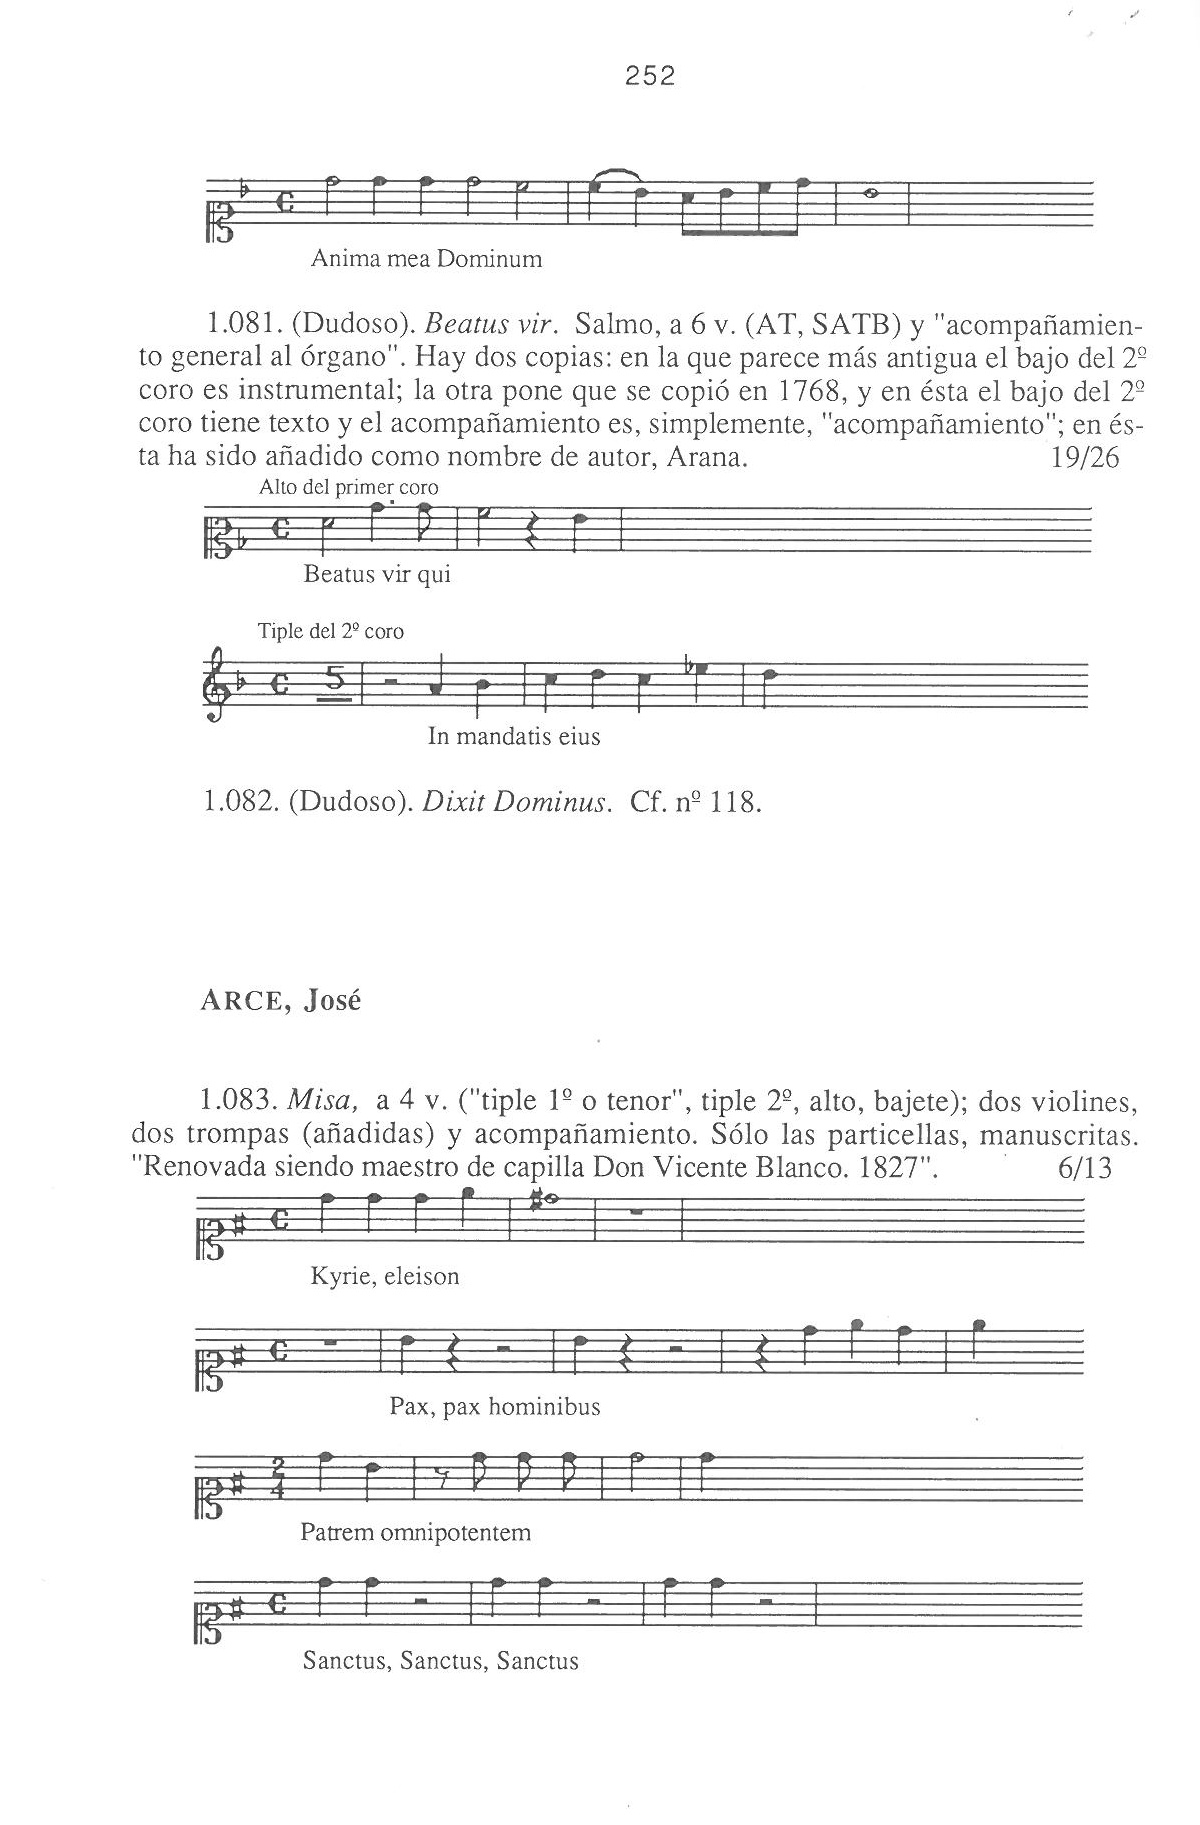 252
Anima mea Dominum
1.081. (Dudoso). Beatus vir. Salmo, a 6 v. (AT, SATB) y "acompañamien-
to general al órgano". Hay dos copias: en la que parece más antigua el bajo del 2º
coro es instrumental; la otra pone que se copió en 1768, y en ésta el bajo del 2º
coro tiene texto y el acompañamiento es, simplemente, "acompañamiento"; en és-
ta ha sido añadido como nombre de autor, Arana. 19/26
Alto del primer coro
Beatus vir qui
Tiple del 2º coro
5
In mandatis eius
1.082. (Dudoso). Dixit Dominus. Cf. nº 118.
ARCE, José
1.083. Misa, a 4 v. ("tiple 1º o tenor", tiple 2º, alto, bajete); dos violines,
dos trompas (añadidas) y acompañamiento. Sólo las particellas, manuscritas.
"Renovada siendo maestro de capilla Don Vicente Blanco. 1827". 6/13
Kyrie, eleison
Pax, pax hominibus
2
4
Patrem omnipotentem
Sanctus, Sanctus, Sanctus